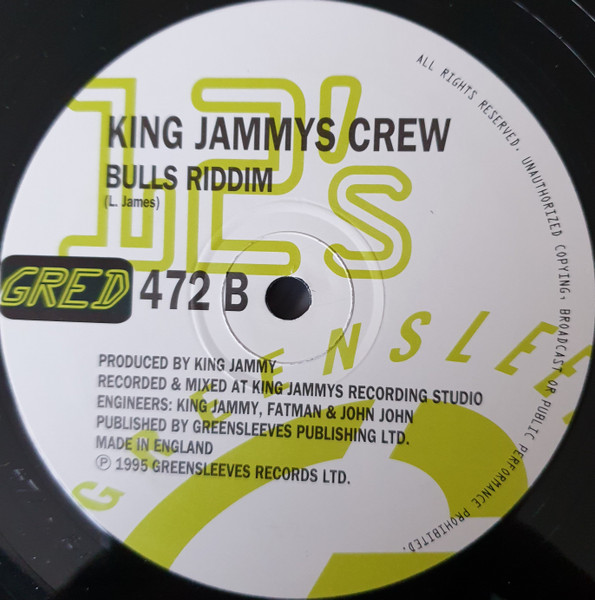 12's
KING JAMMYS CREW
BULLS RIDDIM
(L. James)
GRED 472 B
PRODUCED BY KING JAMMY
RECORDED & MIXED AT KING JAMMYS RECORDING STUDIO
ENGINEERS: KING JAMMY, FATMAN & JOHN JOHN
PUBLISHED BY GREENSLEEVES PUBLISHING LTD.
MADE IN ENGLAND
℗ 1995 GREENSLEEVES RECORDS LTD.
GREENSLEE
ALL RIGHTS RESERVED. UNAUTHORIZED COPYING, BROADCAST OR PUBLIC PERFORMANCE PROHIBITED.